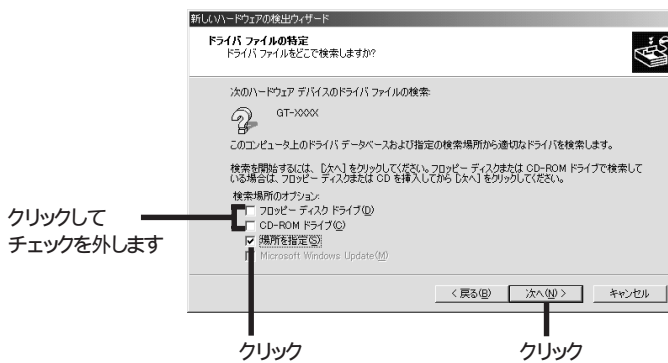 新しいハードウェアの検出ウィザード
ドライバ ファイルの特定
ドライバ ファイルをどこで検索しますか?
次のハードウェア デバイスのドライバ ファイルの検索:
GT-XXXX
このコンピュータ上のドライバ データベースおよび指定の検索場所から適切なドライバを検索します。
検索を開始するには、[次へ] をクリックしてください。フロッピー ディスクまたは CD-ROM ドライブで検索して
いる場合は、フロッピー ディスクまたは CD を挿入してから [次へ] をクリックしてください。
検索場所のオプション:
フロッピー ディスク ドライブ(D)
CD-ROM ドライブ(C)
場所を指定(S)
Microsoft Windows Update(M)
クリックして
チェックを外します
< 戻る(B)
次へ(N) >
キャンセル
クリック
クリック